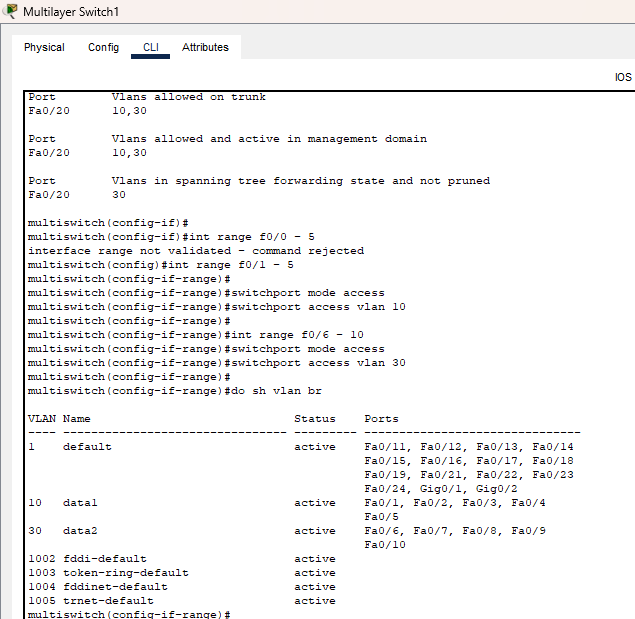 Multilayer Switch1
Physical Config CLI Attributes
IOS
Port Vlans allowed on trunk
Fa0/20 10,30
Port Vlans allowed and active in management domain
Fa0/20 10,30
Port Vlans in spanning tree forwarding state and not pruned
Fa0/20 30
multiswitch(config-if)#
multiswitch(config-if)#int range f0/0 - 5
interface range not validated - command rejected
multiswitch(config)#int range f0/1 - 5
multiswitch(config-if-range)#
multiswitch(config-if-range)#switchport mode access
multiswitch(config-if-range)#switchport access vlan 10
multiswitch(config-if-range)#
multiswitch(config-if-range)#int range f0/6 - 10
multiswitch(config-if-range)#switchport mode access
multiswitch(config-if-range)#switchport access vlan 30
multiswitch(config-if-range)#
multiswitch(config-if-range)#do sh vlan br
VLAN Name Status Ports
---- -------------------------------- --------- -------------------------------
1 default active Fa0/11, Fa0/12, Fa0/13, Fa0/14
Fa0/15, Fa0/16, Fa0/17, Fa0/18
Fa0/19, Fa0/21, Fa0/22, Fa0/23
Fa0/24, Gig0/1, Gig0/2
10 data1 active Fa0/1, Fa0/2, Fa0/3, Fa0/4
Fa0/5
30 data2 active Fa0/6, Fa0/7, Fa0/8, Fa0/9
Fa0/10
1002 fddi-default active
1003 token-ring-default active
1004 fddinet-default active
1005 trnet-default active
multiswitch(config-if-range)#